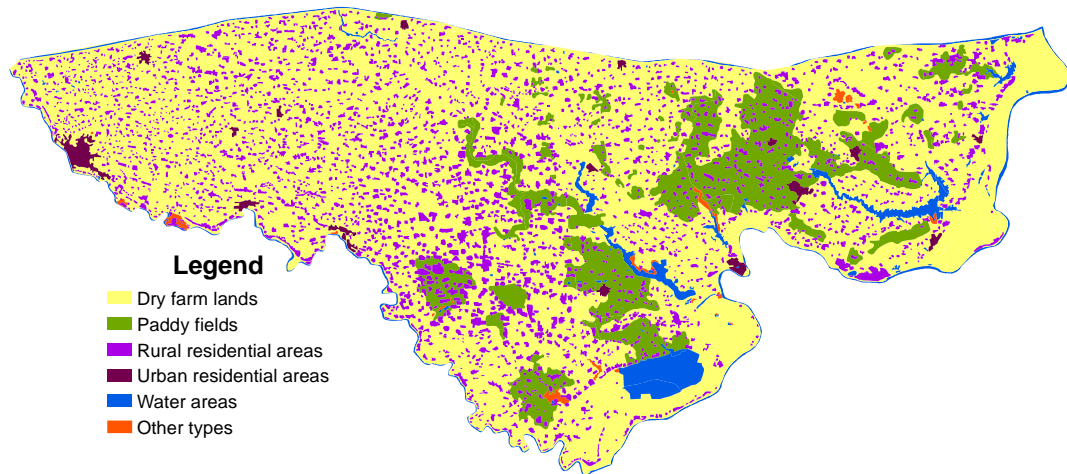 Legend
Dry farm lands
Paddy fields
Rural residential areas
Urban residential areas
Water areas
Other types